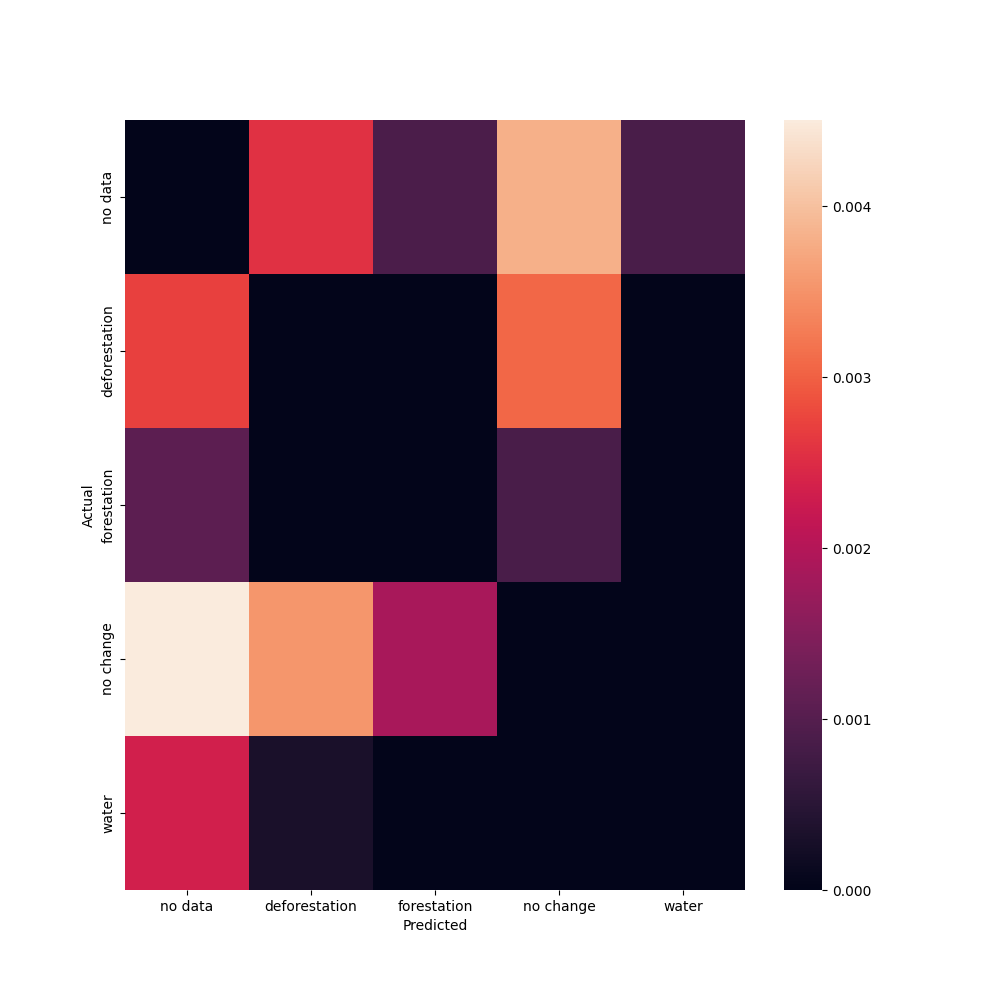 Actual
no data
deforestation
forestation
no change
water
no data
deforestation
forestation
no change
water
Predicted
0.004
0.003
0.002
0.001
0.000